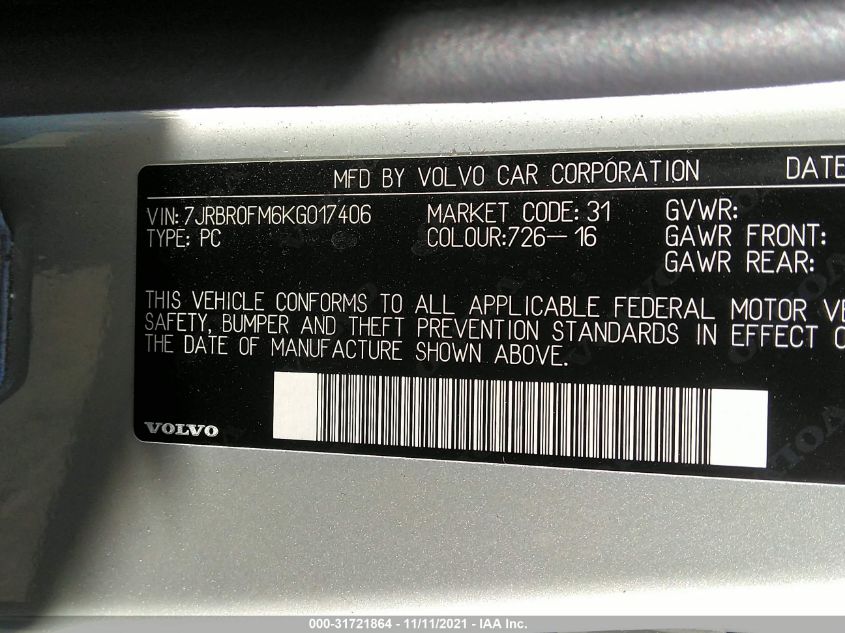 MFD BY VOLVO CAR CORPORATION DATE
VIN: 7JRBR0FM6KG017406 MARKET CODE: 31 GVWR:
TYPE: PC COLOUR:726-16 GAWR FRONT:
GAWR REAR:
THIS VEHICLE CONFORMS TO ALL APPLICABLE FEDERAL MOTOR VE
SAFETY, BUMPER AND THEFT PREVENTION STANDARDS IN EFFECT O
THE DATE OF MANUFACTURE SHOWN ABOVE.
VOLVO
000-31721864 - 11/11/2021 - IAA Inc.